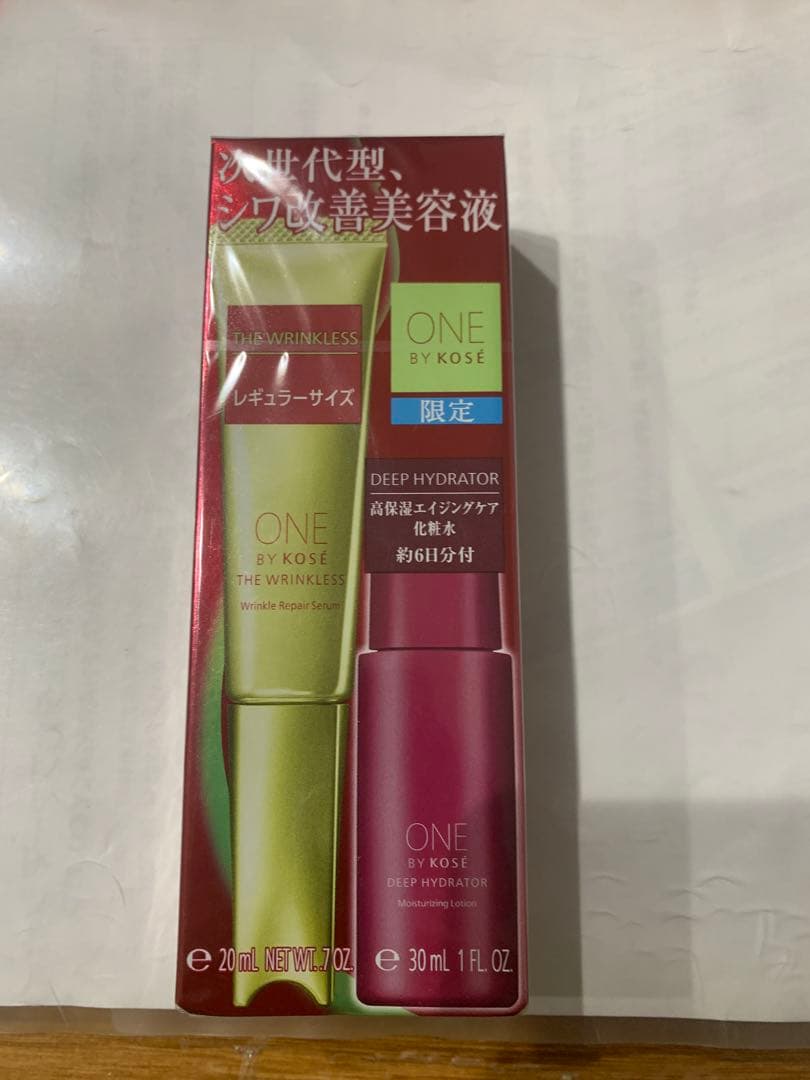 次世代型、
シワ改善美容液
THE WRINKLESS
レギュラーサイズ
ONE
BY KOSÉ
限定
DEEP HYDRATOR
高保湿エイジングケア
化粧水
約6日分付
ONE
BY KOSÉ
THE WRINKLESS
Wrinkle Repair Serum
ONE
BY KOSÉ
DEEP HYDRATOR
Moisturizing Lotion
℮ 20 mL NET WT. .7 OZ.
℮ 30 mL 1 FL. OZ.